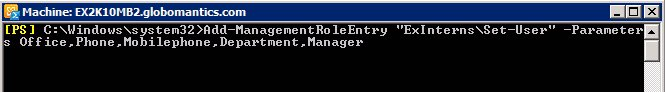 Machine: EX2K10MB2.globomantics.com
[PS] C:\Windows\system32>Add-ManagementRoleEntry "ExInterns\Set-User" -Parameter
s Office,Phone,Mobilephone,Department,Manager